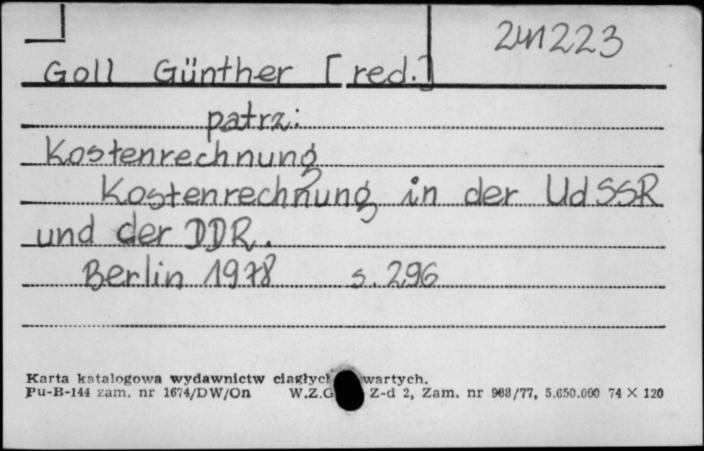 241223
Goll Günther [red.]
patrz:
Kostenrechnung
Kostenrechnung in der UdSSR
und der DDR.
Berlin 1978 s. 296
Karta katalogowa wydawnictw ciągłych wartych.
Pu-B-144 zam. nr 1674/DW/On W.Z.G Z-d 2, Zam. nr 988/77, 5.650.000 74 × 120